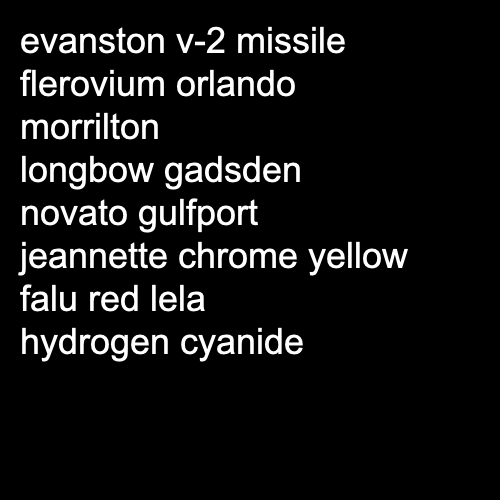 evanston v-2 missile
flerovium orlando
morrilton
longbow gadsden
novato gulfport
jeannette chrome yellow
falu red lela
hydrogen cyanide